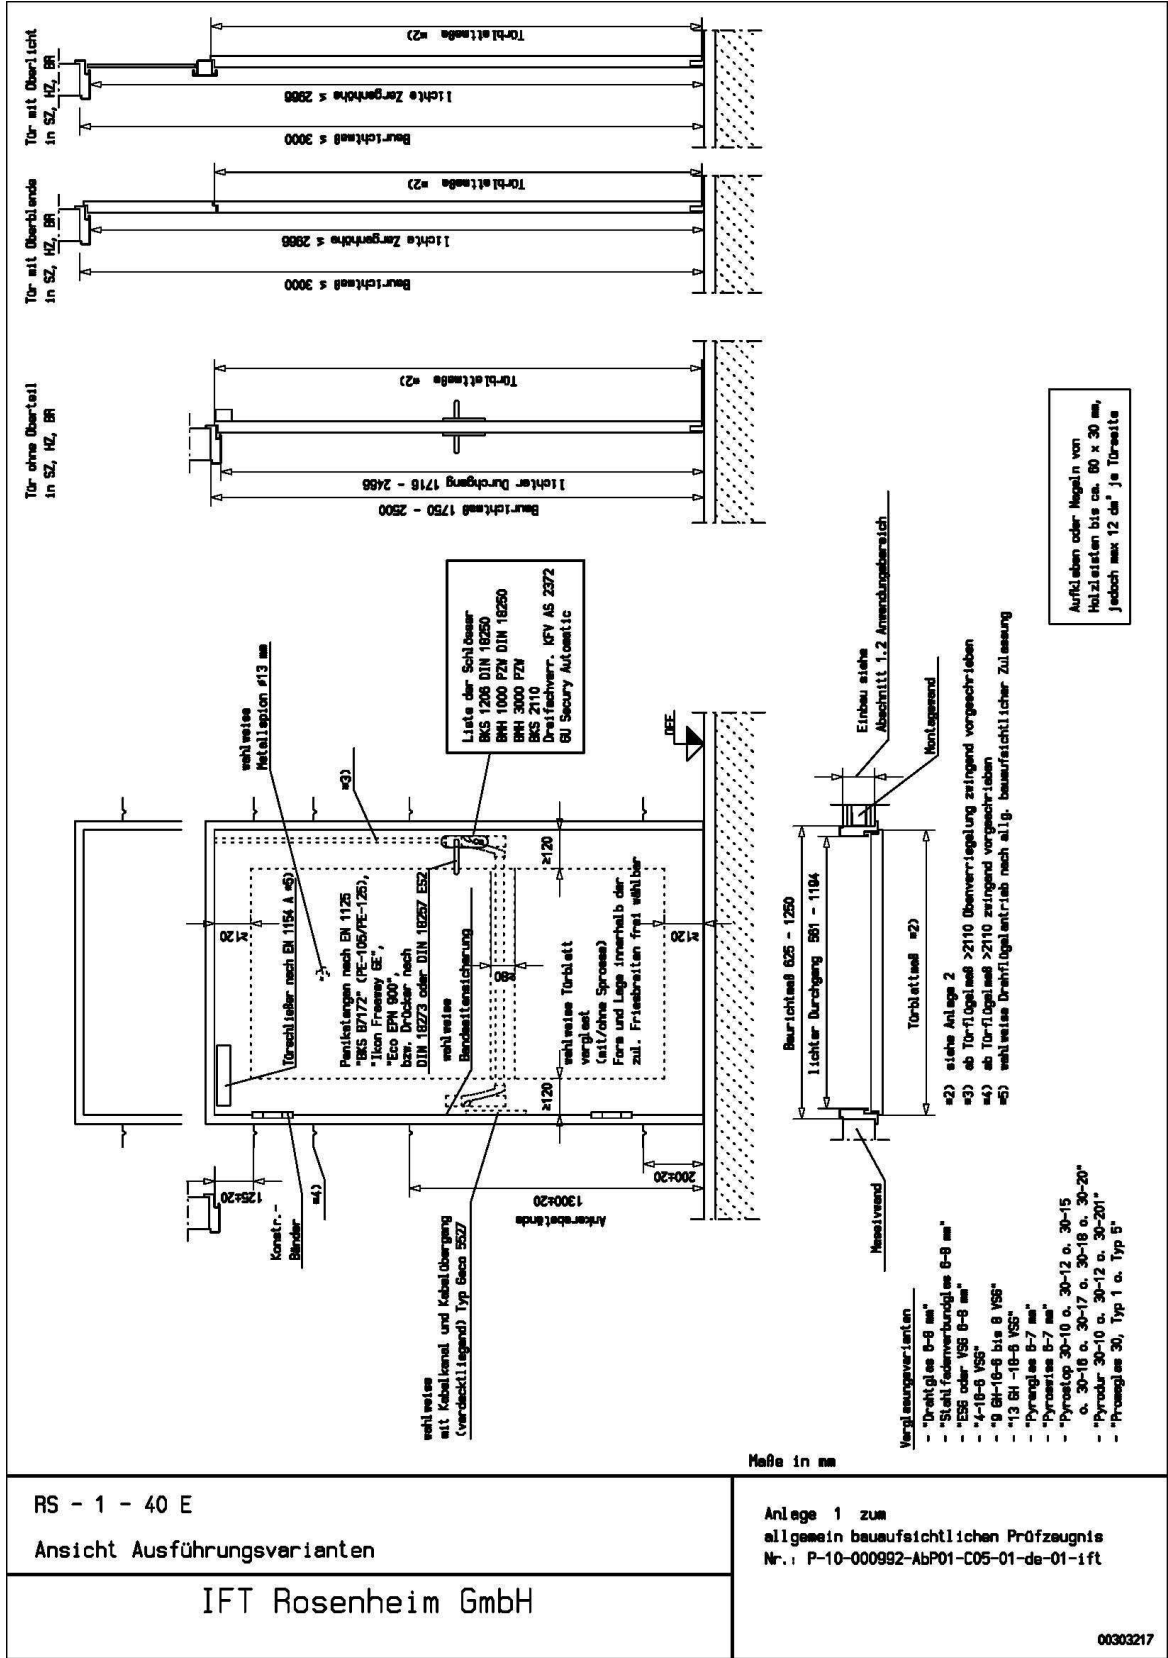 Tür mit Oberlicht
in SZ, HZ, BA
Türblattmaße *2)
lichte Zargenhöhe ≤ 2966
Baurichtmaß ≤ 3000
Tür mit Oberblende
in SZ, HZ, BA
Türblattmaße *2)
lichte Zargenhöhe ≤ 2966
Baurichtmaß ≤ 3000
Tür ohne Oberteil
in SZ, HZ, BA
Türblattmaße *2)
lichter Durchgang 1716 - 2466
Baurichtmaß 1750 - 2500
wahlweise
Metallspion ø13 mm
*3)
Liste der Schlösser
BKS 1206 DIN 18250
BMH 1000 PZW DIN 18250
BMH 3000 PZW
BKS 2110
Dreifachverr. KFV AS 2372
GU Secury Automatic
OFF
Türschließer nach EN 1154 A *5)
≥120
Panikstangen nach EN 1125
"BKS B7172" (PE-105/PE-125),
"Ikon Freeway GE",
"Eco EPN 900",
bzw. Drücker nach
DIN 18273 oder DIN 18257 ES2
wahlweise
Bandseitensicherung
≥80
≥120
wahlweise Türblatt
verglast
(mit/ohne Sprosse)
Form und Lage innerhalb der
zul. Friesbreiten frei wählbar
≥120
≥120
125±20
Konstr.-
Bänder
*4)
Ankerabstände
1300±20
200±20
wahlweise
mit Kabelkanal und Kabelübergang
(verdecktliegend) Typ Geco 5527
Baurichtmaß 625 - 1250
lichter Durchgang 591 - 1194
Türblattmaß *2)
Einbau siehe
Abschnitt 1.2 Anwendungsbereich
Montagewand
Massivwand
*2) siehe Anlage 2
*3) ab Türflügelmaß >2110 Obenverriegelung zwingend vorgeschrieben
*4) ab Türflügelmaß >2110 zwingend vorgeschrieben
*5) wahlweise Drehflügelantrieb nach allg. bauaufsichtlicher Zulassung
Aufkleben oder Nageln von
Holzleisten bis ca. 60 x 30 mm,
jedoch max 12 dm² je Türseite
Verglasungsvarianten
- "Drahtglas 6-8 mm"
- "Stahlfadenverbundglas 6-8 mm"
- "ESG oder VSG 6-8 mm"
- "4-16-6 VSG"
- "9 GH-16-6 bis 8 VSG"
- "13 GH -18-6 VSG"
- "Pyranglas 6-7 mm"
- "Pyroswiss 6-7 mm"
- "Pyrostop 30-10 o. 30-12 o. 30-15
o. 30-16 o. 30-17 o. 30-18 o. 30-20"
- "Pyrodur 30-10 o. 30-12 o. 30-201"
- "Promaglas 30, Typ 1 o. Typ 5"
Maße in mm
RS - 1 - 40 E
Ansicht Ausführungsvarianten
IFT Rosenheim GmbH
Anlage 1 zum
allgemein bauaufsichtlichen Prüfzeugnis
Nr.: P-10-000992-AbP01-C05-01-de-01-ift
00303217